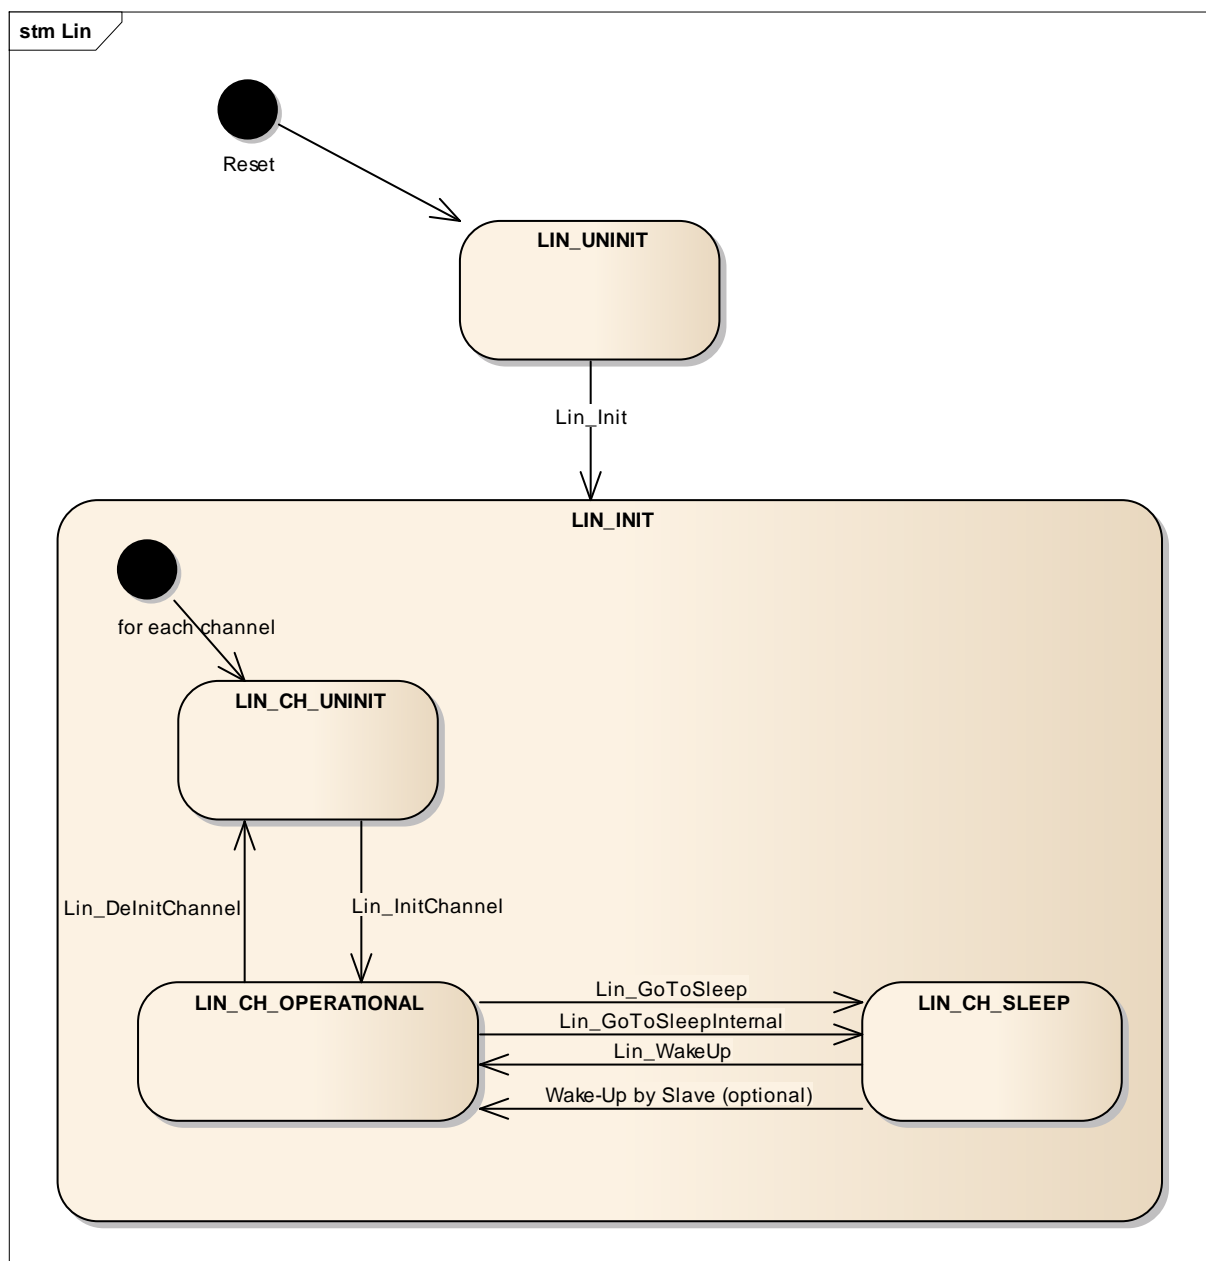 stm Lin
Reset
LIN_UNINIT
Lin_Init
LIN_INIT
for each channel
LIN_CH_UNINIT
Lin_DeInitChannel
Lin_InitChannel
LIN_CH_OPERATIONAL
Lin_GoToSleep
LIN_CH_SLEEP
Lin_GoToSleepInternal
Lin_WakeUp
Wake-Up by Slave (optional)